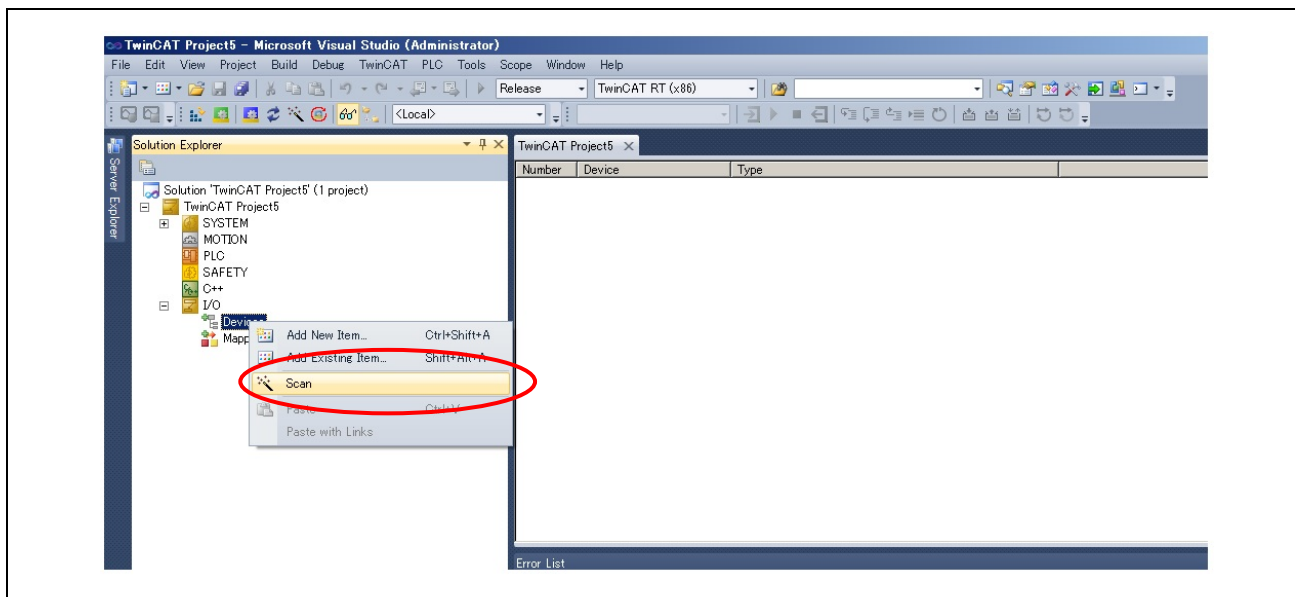 TwinCAT Project5 - Microsoft Visual Studio (Administrator)
File Edit View Project Build Debug TwinCAT PLC Tools Scope Window Help
Release TwinCAT RT (x86)
<Local>
Server Explorer
Solution Explorer
TwinCAT Project5
Number Device Type
Solution 'TwinCAT Project5' (1 project)
TwinCAT Project5
SYSTEM
MOTION
PLC
SAFETY
C++
I/O
Devices
Mapp
Add New Item... Ctrl+Shift+A
Add Existing Item... Shift+Alt+A
Scan
Paste Ctrl+V
Paste with Links
Error List